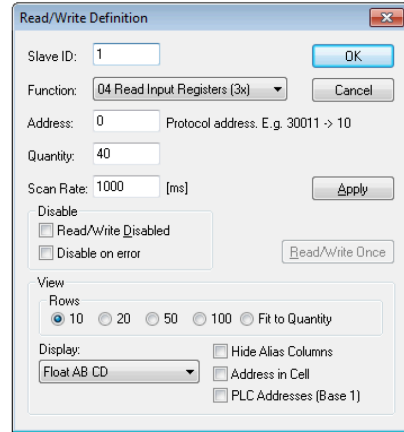 Read/Write Definition
Slave ID: 1 OK
Function: 04 Read Input Registers (3x) Cancel
Address: 0 Protocol address. E.g. 30011 -> 10
Quantity: 40
Scan Rate: 1000 [ms] Apply
Disable
Read/Write Disabled
Disable on error Read/Write Once
View
Rows
10 20 50 100 Fit to Quantity
Display: Hide Alias Columns
Float AB CD Address in Cell
PLC Addresses (Base 1)